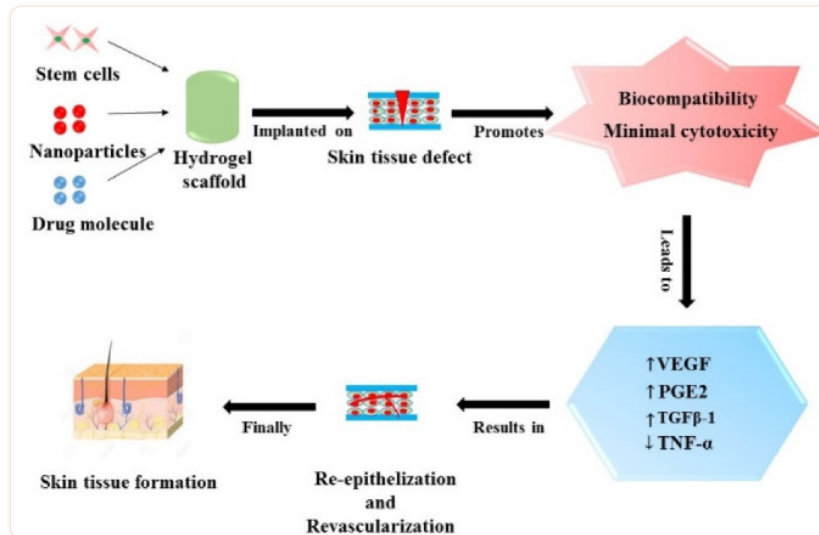 Stem cells
Nanoparticles
Drug molecule
Hydrogel
scaffold
Implanted on
Skin tissue defect
Promotes
Biocompatibility
Minimal cytotoxicity
Leads to
↑VEGF
↑PGE2
↑TGFβ-1
↓TNF-α
Results in
Re-epithelization
and
Revascularization
Finally
Skin tissue formation